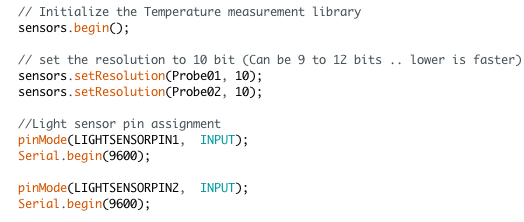 // Initialize the Temperature measurement library
sensors.begin();
// set the resolution to 10 bit (Can be 9 to 12 bits .. lower is faster)
sensors.setResolution(Probe01, 10);
sensors.setResolution(Probe02, 10);
//Light sensor pin assignment
pinMode(LIGHTSENSORPIN1,  INPUT);
Serial.begin(9600);
pinMode(LIGHTSENSORPIN2,  INPUT);
Serial.begin(9600);